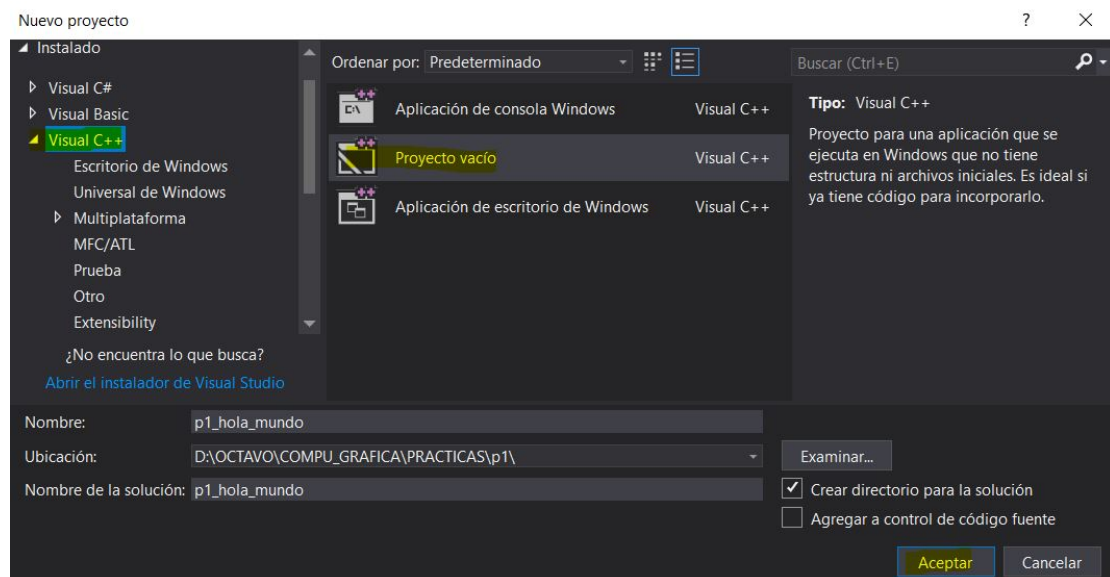 Nuevo proyecto
?
Instalado
Visual C#
Visual Basic
Visual C++
Escritorio de Windows
Universal de Windows
Multiplataforma
MFC/ATL
Prueba
Otro
Extensibility
¿No encuentra lo que busca?
Abrir el instalador de Visual Studio
Ordenar por: Predeterminado
Aplicación de consola Windows Visual C++
Proyecto vacío Visual C++
Aplicación de escritorio de Windows Visual C++
Buscar (Ctrl+E)
Tipo: Visual C++
Proyecto para una aplicación que se
ejecuta en Windows que no tiene
estructura ni archivos iniciales. Es ideal si
ya tiene código para incorporarlo.
Nombre: p1_hola_mundo
Ubicación: D:\OCTAVO\COMPU_GRAFICA\PRACTICAS\p1\
Examinar...
Nombre de la solución: p1_hola_mundo
Crear directorio para la solución
Agregar a control de código fuente
Aceptar Cancelar